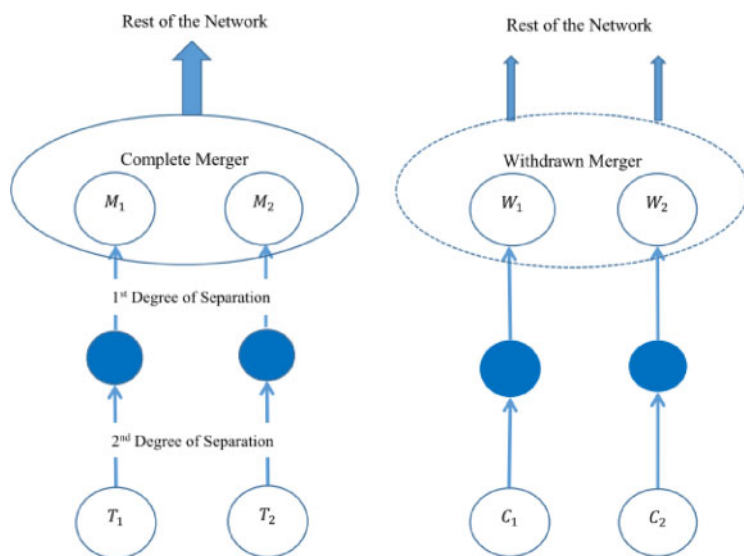 Rest of the Network
Complete Merger
M₁ M₂
1st Degree of Separation
2nd Degree of Separation
T₁ T₂
Rest of the Network
Withdrawn Merger
W₁ W₂
C₁ C₂